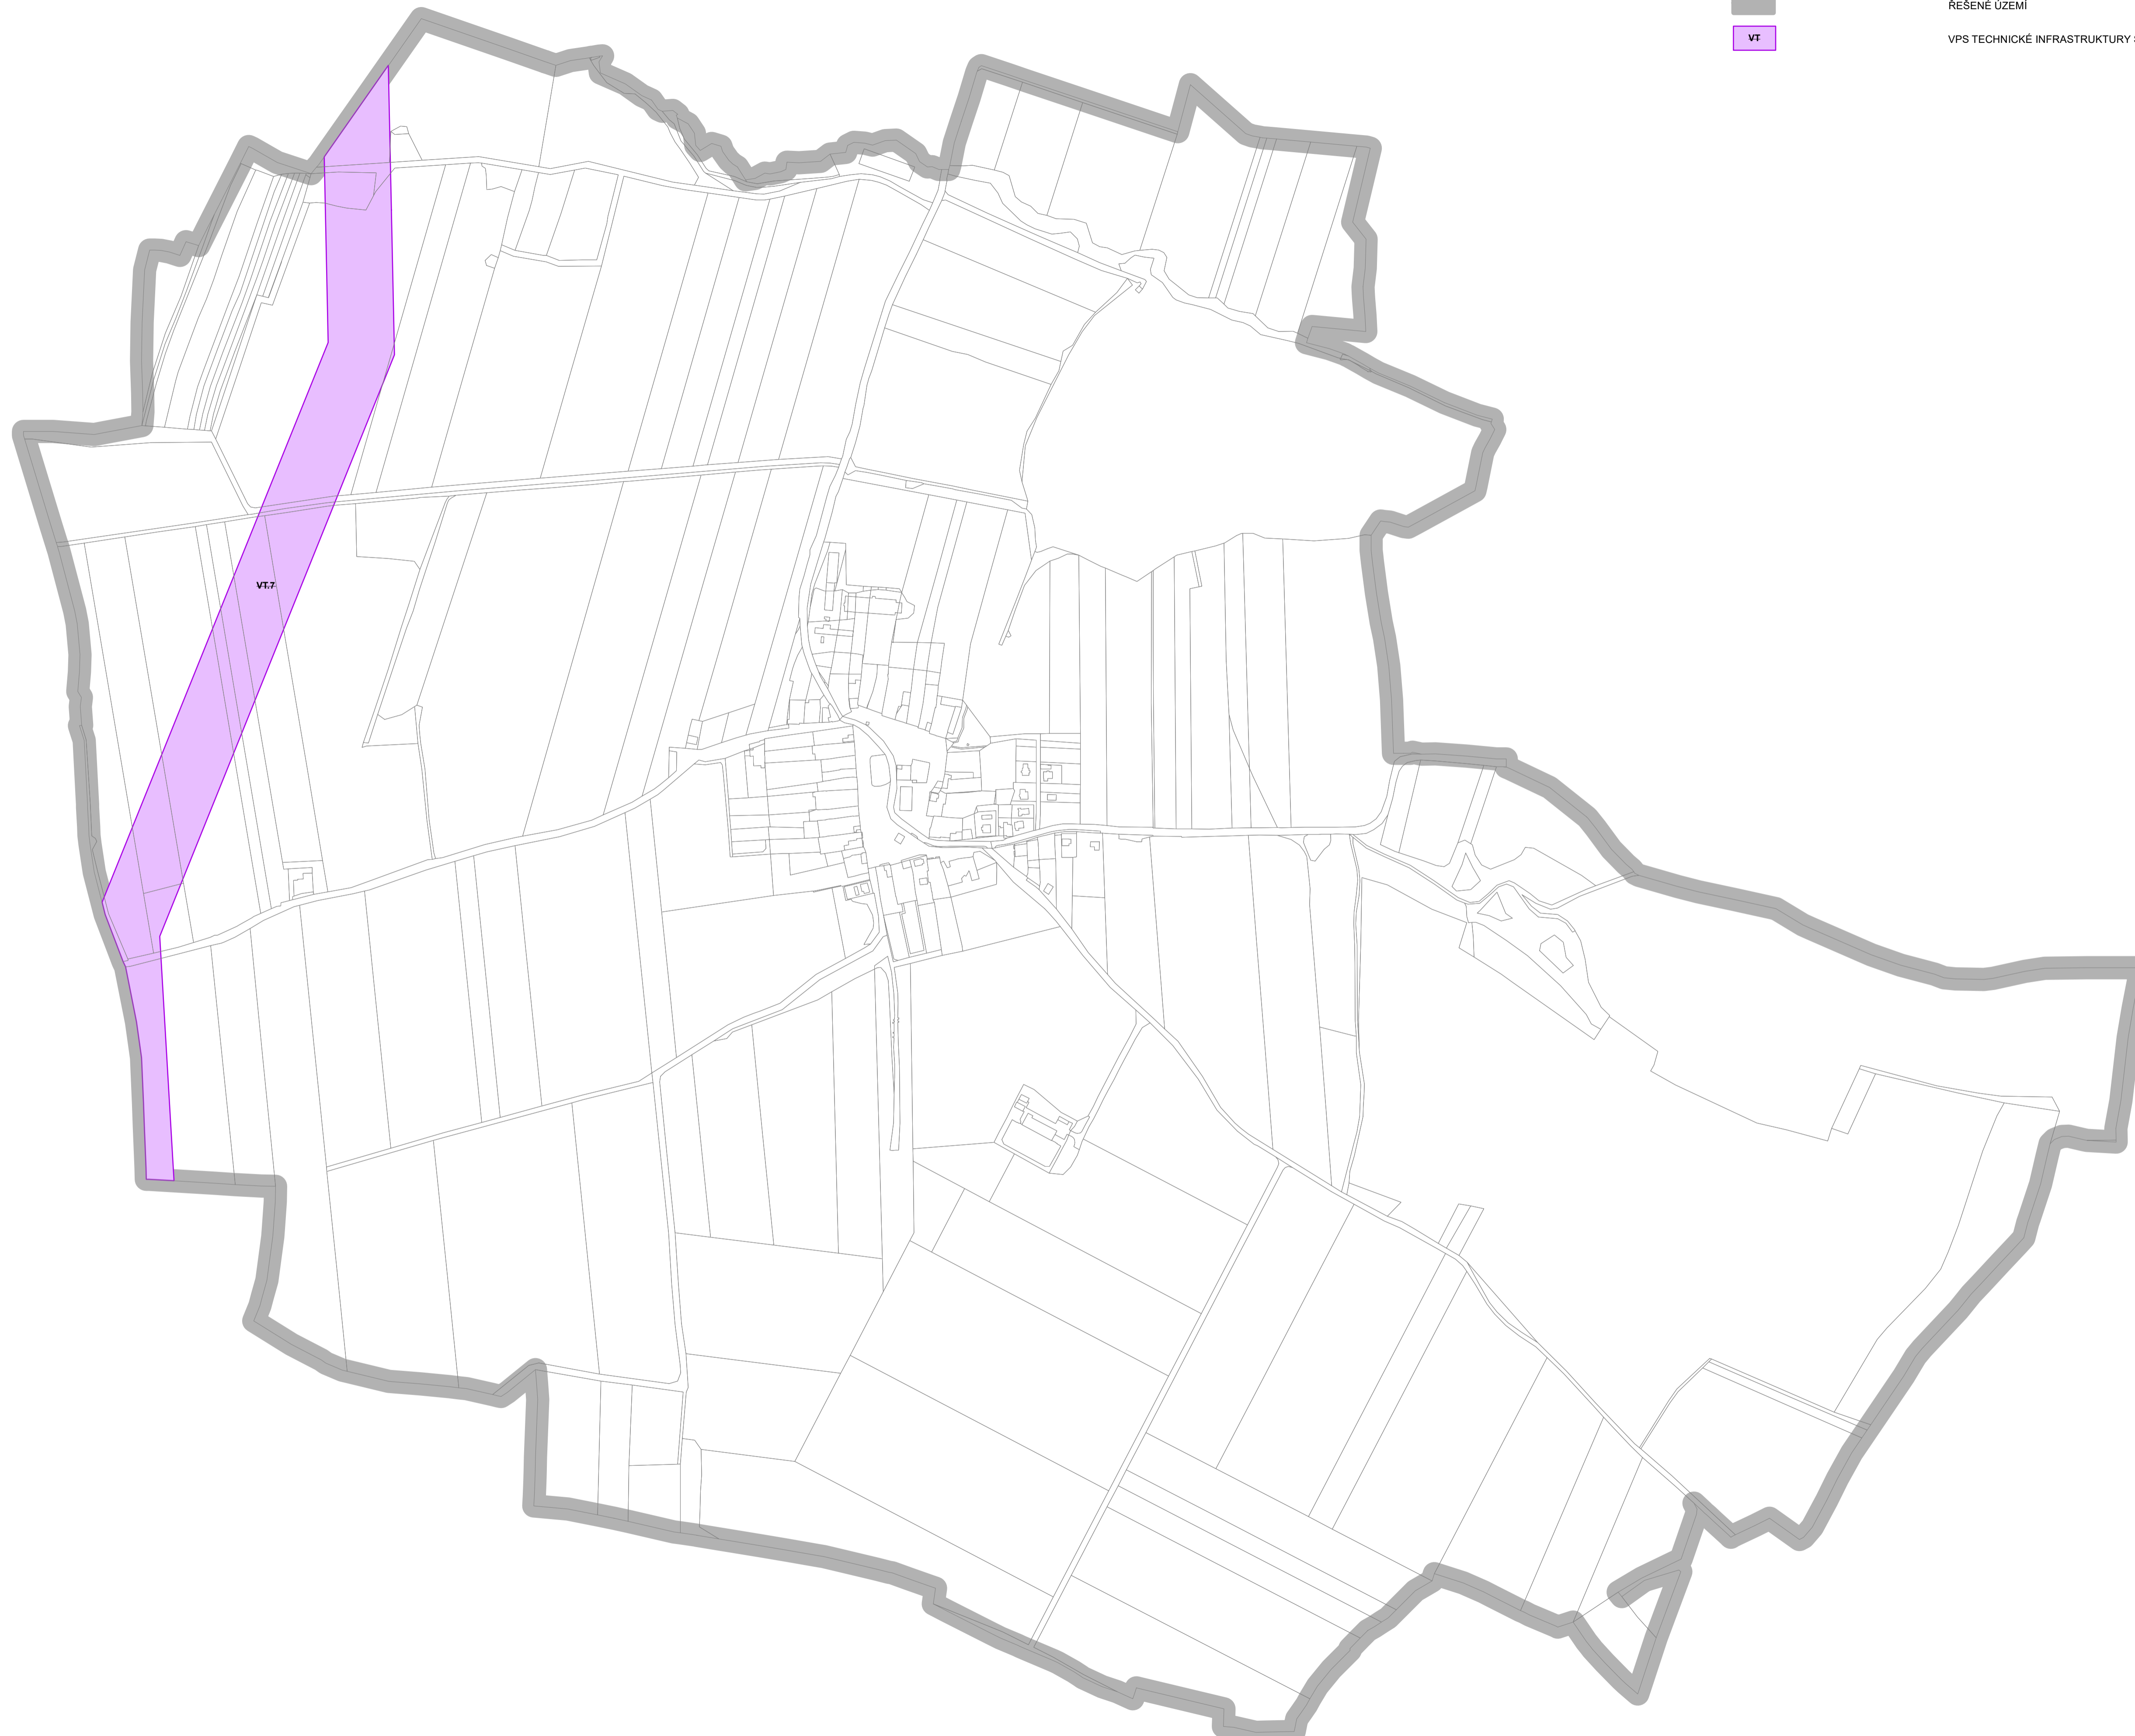 ŘEŠENÉ ÚZEMÍ
VT
VPS TECHNICKÉ INFRASTRUKTURY
VT.7